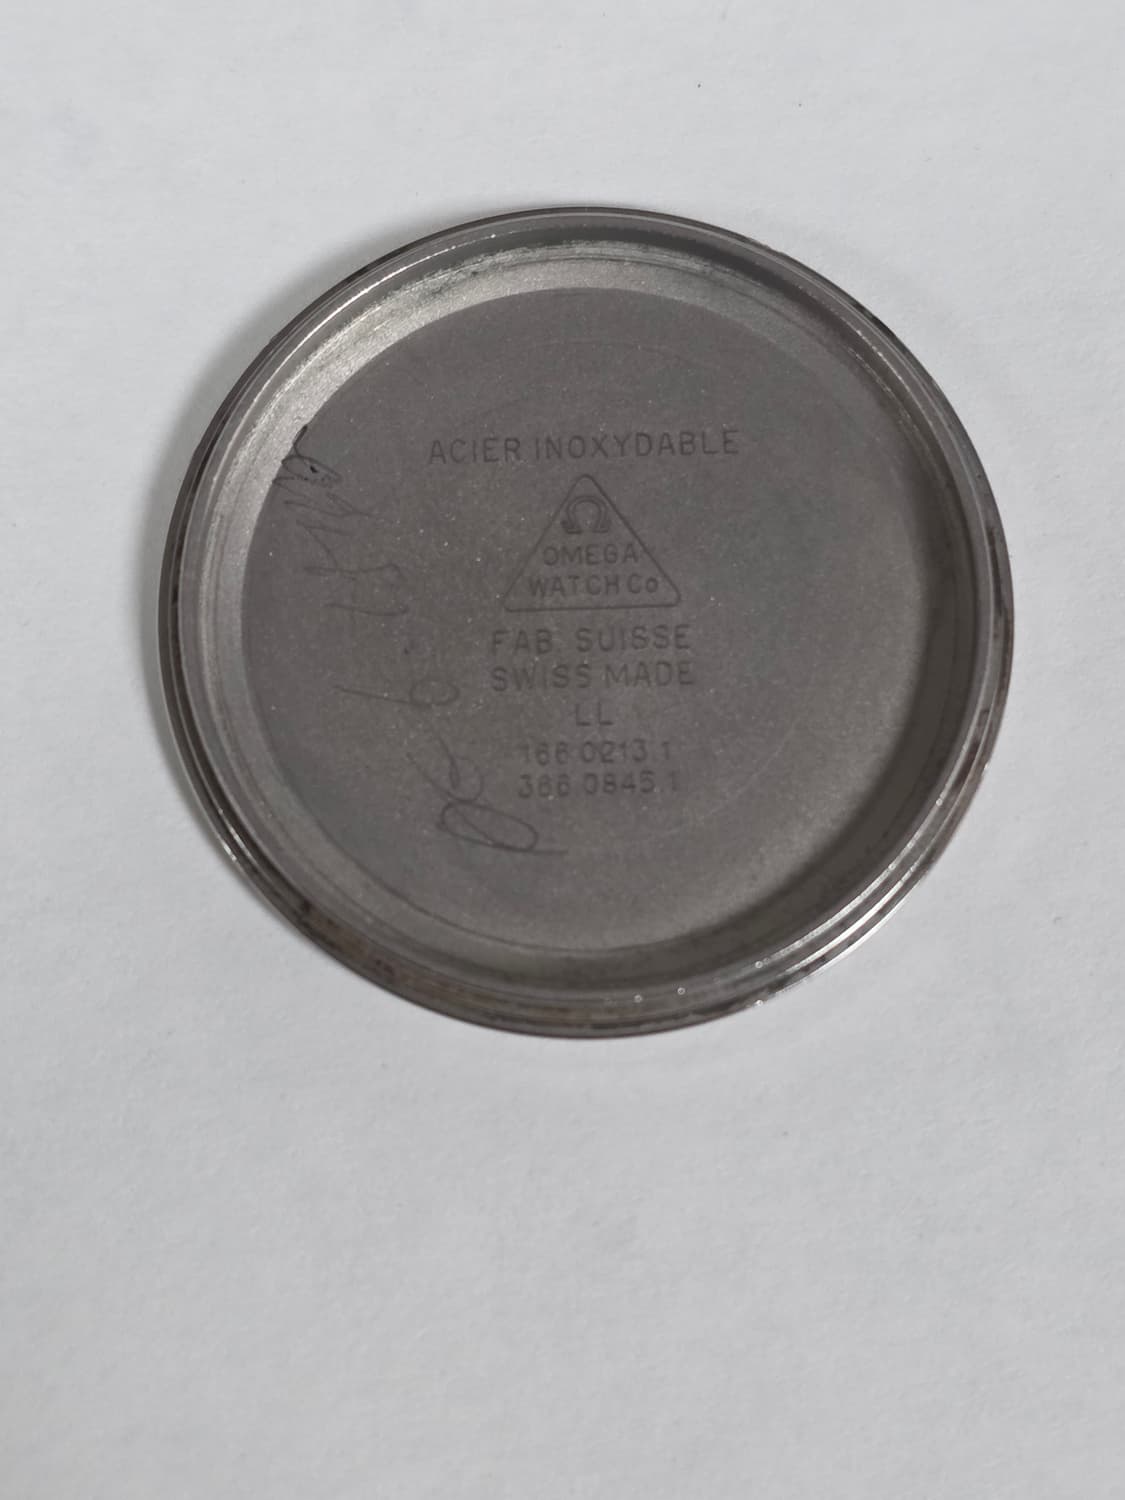 ACIER INOXYDABLE
Ω
OMEGA
WATCH Co
FAB. SUISSE
SWISS MADE
LL
166 0213 1
366 0845.1